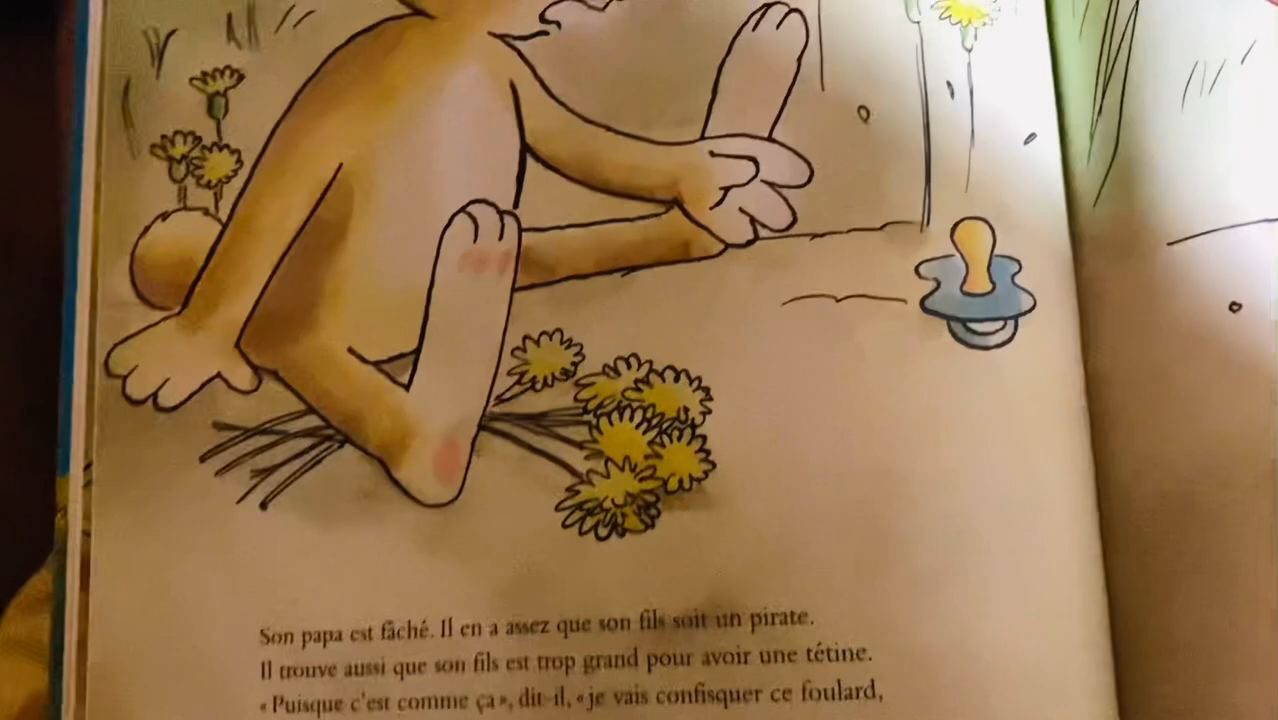 Son papa est fâché. Il en a assez que son fils soit un pirate.
Il trouve aussi que son fils est trop grand pour avoir une tétine.
« Puisque c'est comme ça », dit-il, « je vais confisquer ce foulard,